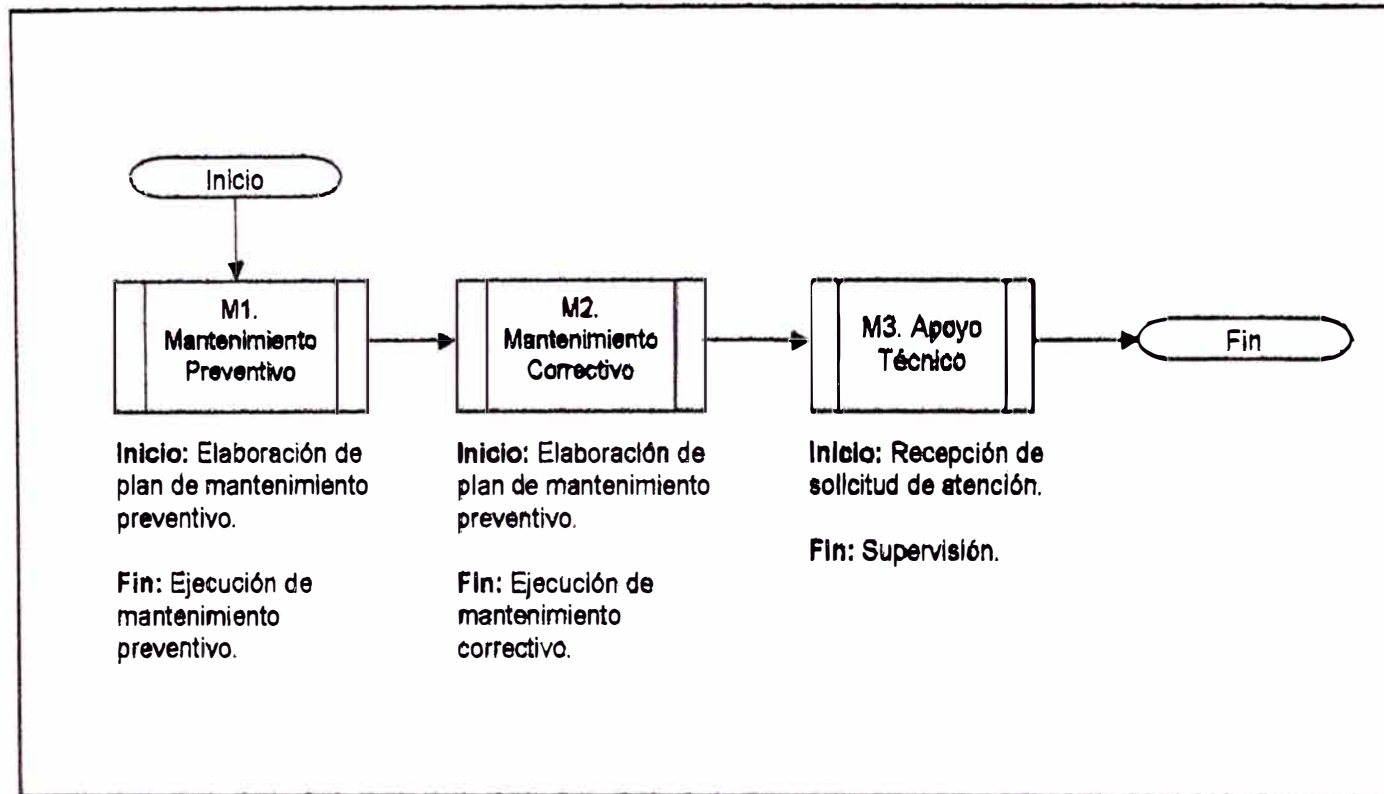 Inicio
M1.
Mantenimiento
Preventivo
M2.
Mantenimiento
Correctivo
M3. Apoyo
Técnico
Fin
Inicio: Elaboración de
plan de mantenimiento
preventivo.
Fin: Ejecución de
mantenimiento
preventivo.
Inicio: Elaboración de
plan de mantenimiento
preventivo.
Fin: Ejecución de
mantenimiento
correctivo.
Inicio: Recepción de
solicitud de atención.
Fin: Supervisión.